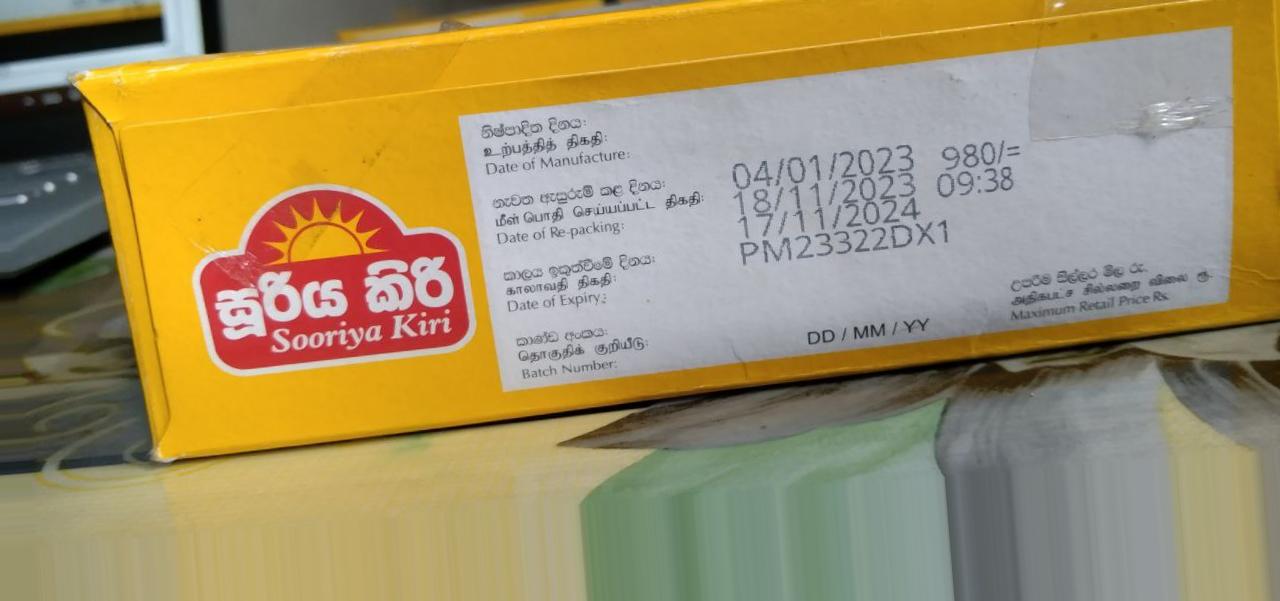 සූරිය කිරි
Sooriya Kiri
නිෂ්පාදිත දිනය:
உற்பத்தித் திகதி:
Date of Manufacture:
නැවත ඇසුරුම් කළ දිනය:
மீள் பொதி செய்யப்பட்ட திகதி:
Date of Re-packing:
කාලය ඉකුත්වීමේ දිනය:
காலாவதி திகதி:
Date of Expiry:
කාණ්ඩ අංකය:
தொகுதிக் குறியீடு:
Batch Number:
04/01/2023 980/=
18/11/2023 09:38
17/11/2024
PM23322DX1
DD / MM / YY
උපරිම සිල්ලර මිල රු.
அதிகபட்ச சில்லறை விலை ரூ.
Maximum Retail Price Rs.